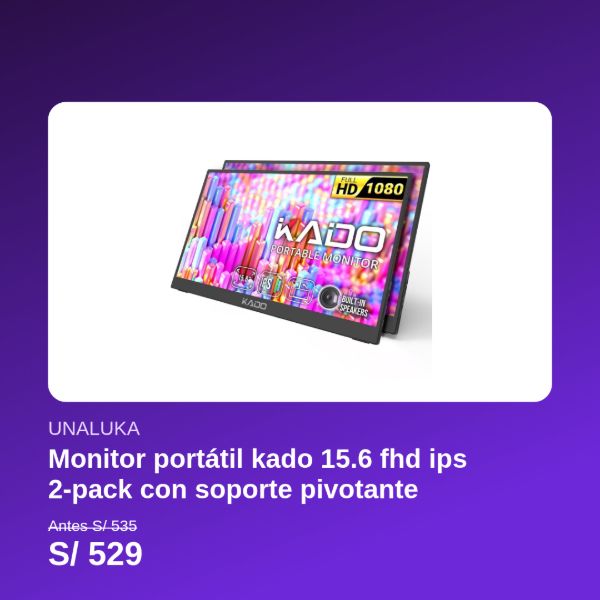 FULL
HD 1080
KADO
PORTABLE MONITOR
BUILT-IN
SPEAKERS
KADO
UNALUKA
Monitor portátil kado 15.6 fhd ips
2-pack con soporte pivotante
Antes S/ 535
S/ 529